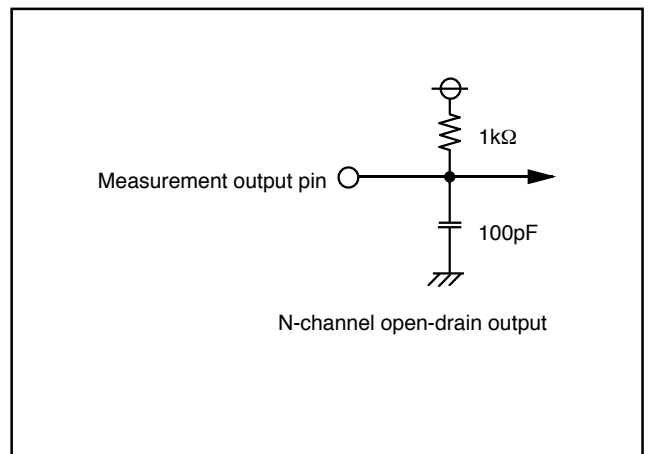 1kΩ
Measurement output pin
100pF
N-channel open-drain output